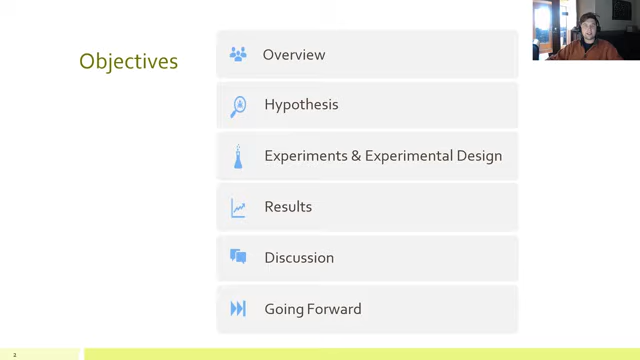 Objectives
Overview
Hypothesis
Experiments & Experimental Design
Results
Discussion
Going Forward
2